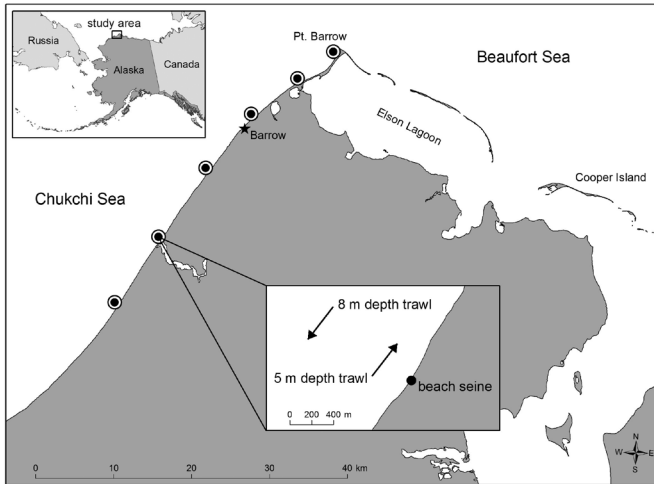 study area
Russia
Alaska
Canada
Pt. Barrow
Beaufort Sea
Elson Lagoon
Barrow
Cooper Island
Chukchi Sea
8 m depth trawl
5 m depth trawl
beach seine
0 200 400 m
0 10 20 30 40 km
N
W E
S